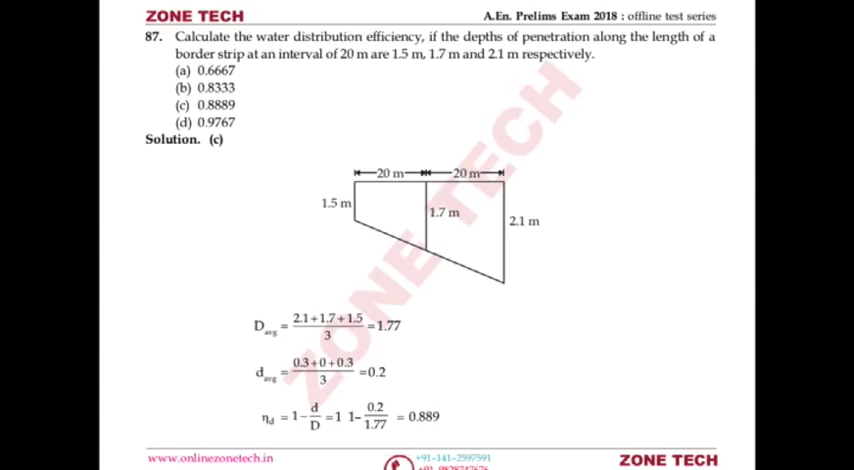 ZONE TECH
A.En. Prelims Exam 2018 : offline test series
87. Calculate the water distribution efficiency, if the depths of penetration along the length of a
border strip at an interval of 20 m are 1.5 m, 1.7 m and 2.1 m respectively.
(a) 0.6667
(b) 0.8333
(c) 0.8889
(d) 0.9767
Solution. (c)
20 m 20 m
1.5 m
1.7 m
2.1 m
ZONE TECH
D_avg = (2.1+1.7+1.5)/3 = 1.77
d_avg = (0.3+0+0.3)/3 = 0.2
η_d = 1 − d/D = 1 1− 0.2/1.77 = 0.889
www.onlinezonetech.in
+91-141-2597591
ZONE TECH